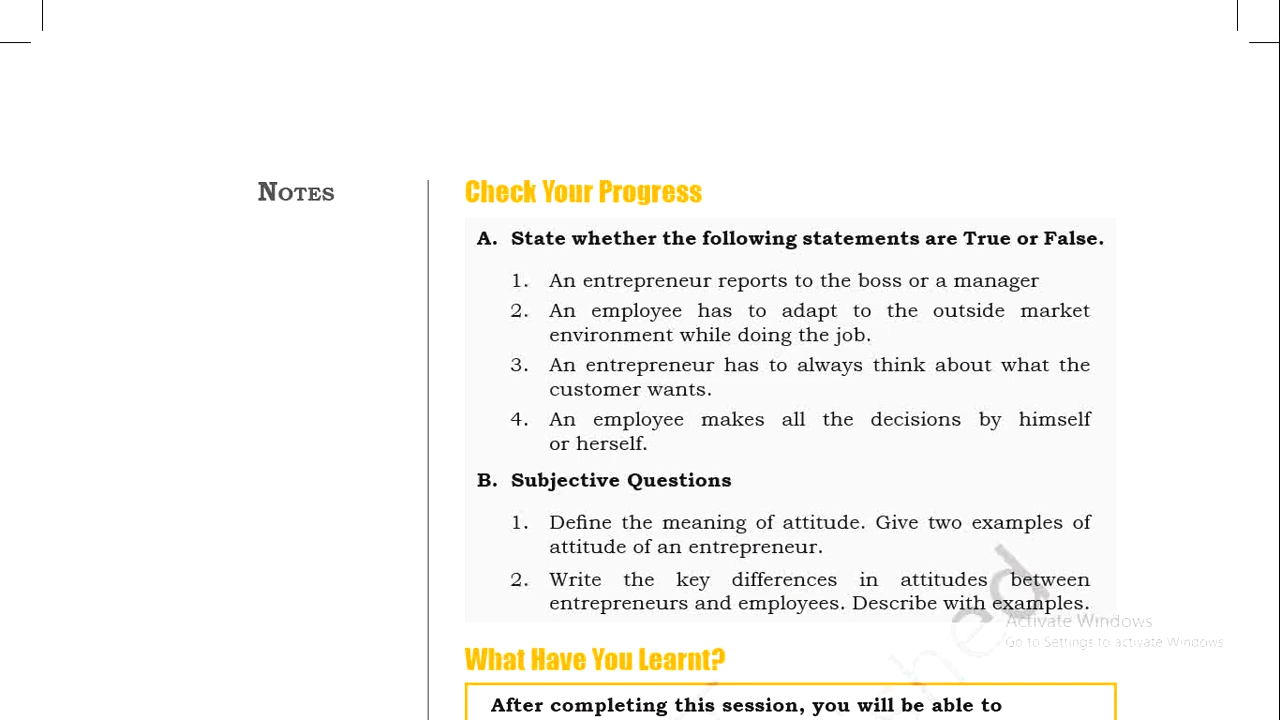 NOTES
Check Your Progress
A. State whether the following statements are True or False.
1. An entrepreneur reports to the boss or a manager
2. An employee has to adapt to the outside market
environment while doing the job.
3. An entrepreneur has to always think about what the
customer wants.
4. An employee makes all the decisions by himself
or herself.
B. Subjective Questions
1. Define the meaning of attitude. Give two examples of
attitude of an entrepreneur.
2. Write the key differences in attitudes between
entrepreneurs and employees. Describe with examples.
Activate Windows
Go to Settings to activate Windows
What Have You Learnt?
After completing this session, you will be able to